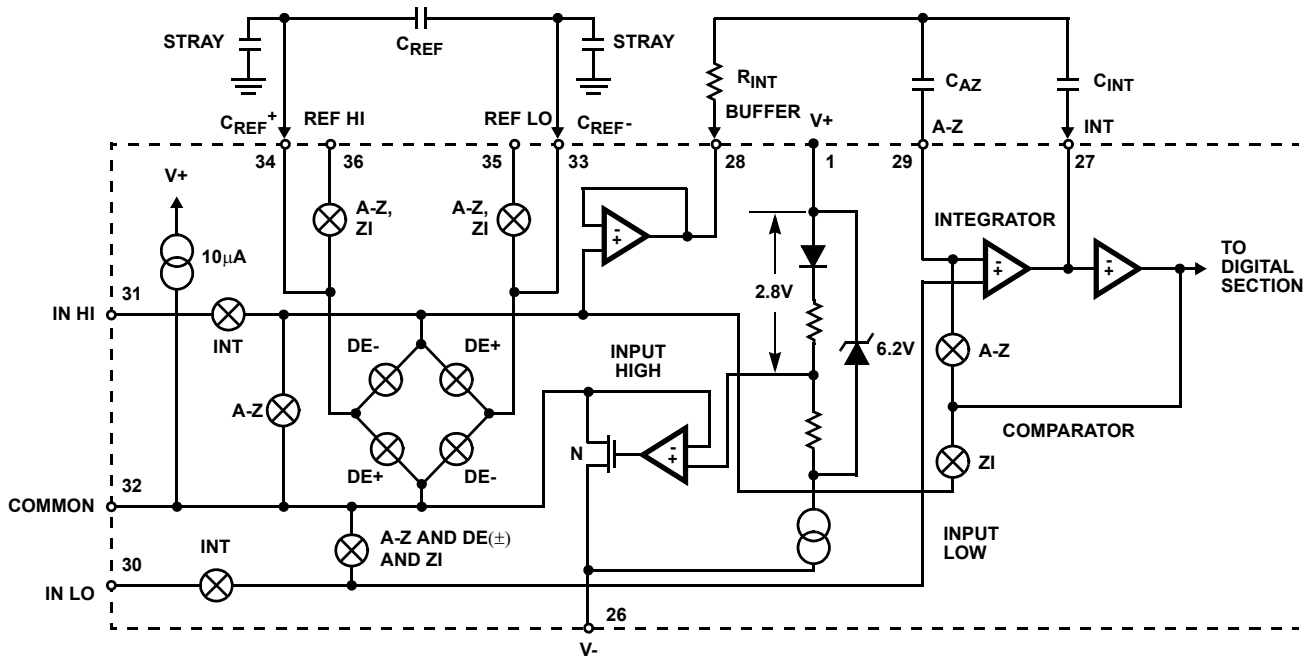 STRAY
CREF
STRAY
RINT
CAZ
CINT
BUFFER
V+
CREF+
REF HI
REF LO
CREF-
A-Z
INT
34
36
35
33
28
1
29
27
V+
A-Z,
ZI
A-Z,
ZI
10μA
-
+
2.8V
INTEGRATOR
-
+
-
+
TO
DIGITAL
SECTION
31
IN HI
INT
DE-
DE+
INPUT
HIGH
6.2V
A-Z
A-Z
N
-
+
COMPARATOR
DE+
DE-
ZI
32
COMMON
INT
A-Z AND DE(±)
AND ZI
INPUT
LOW
30
IN LO
26
V-